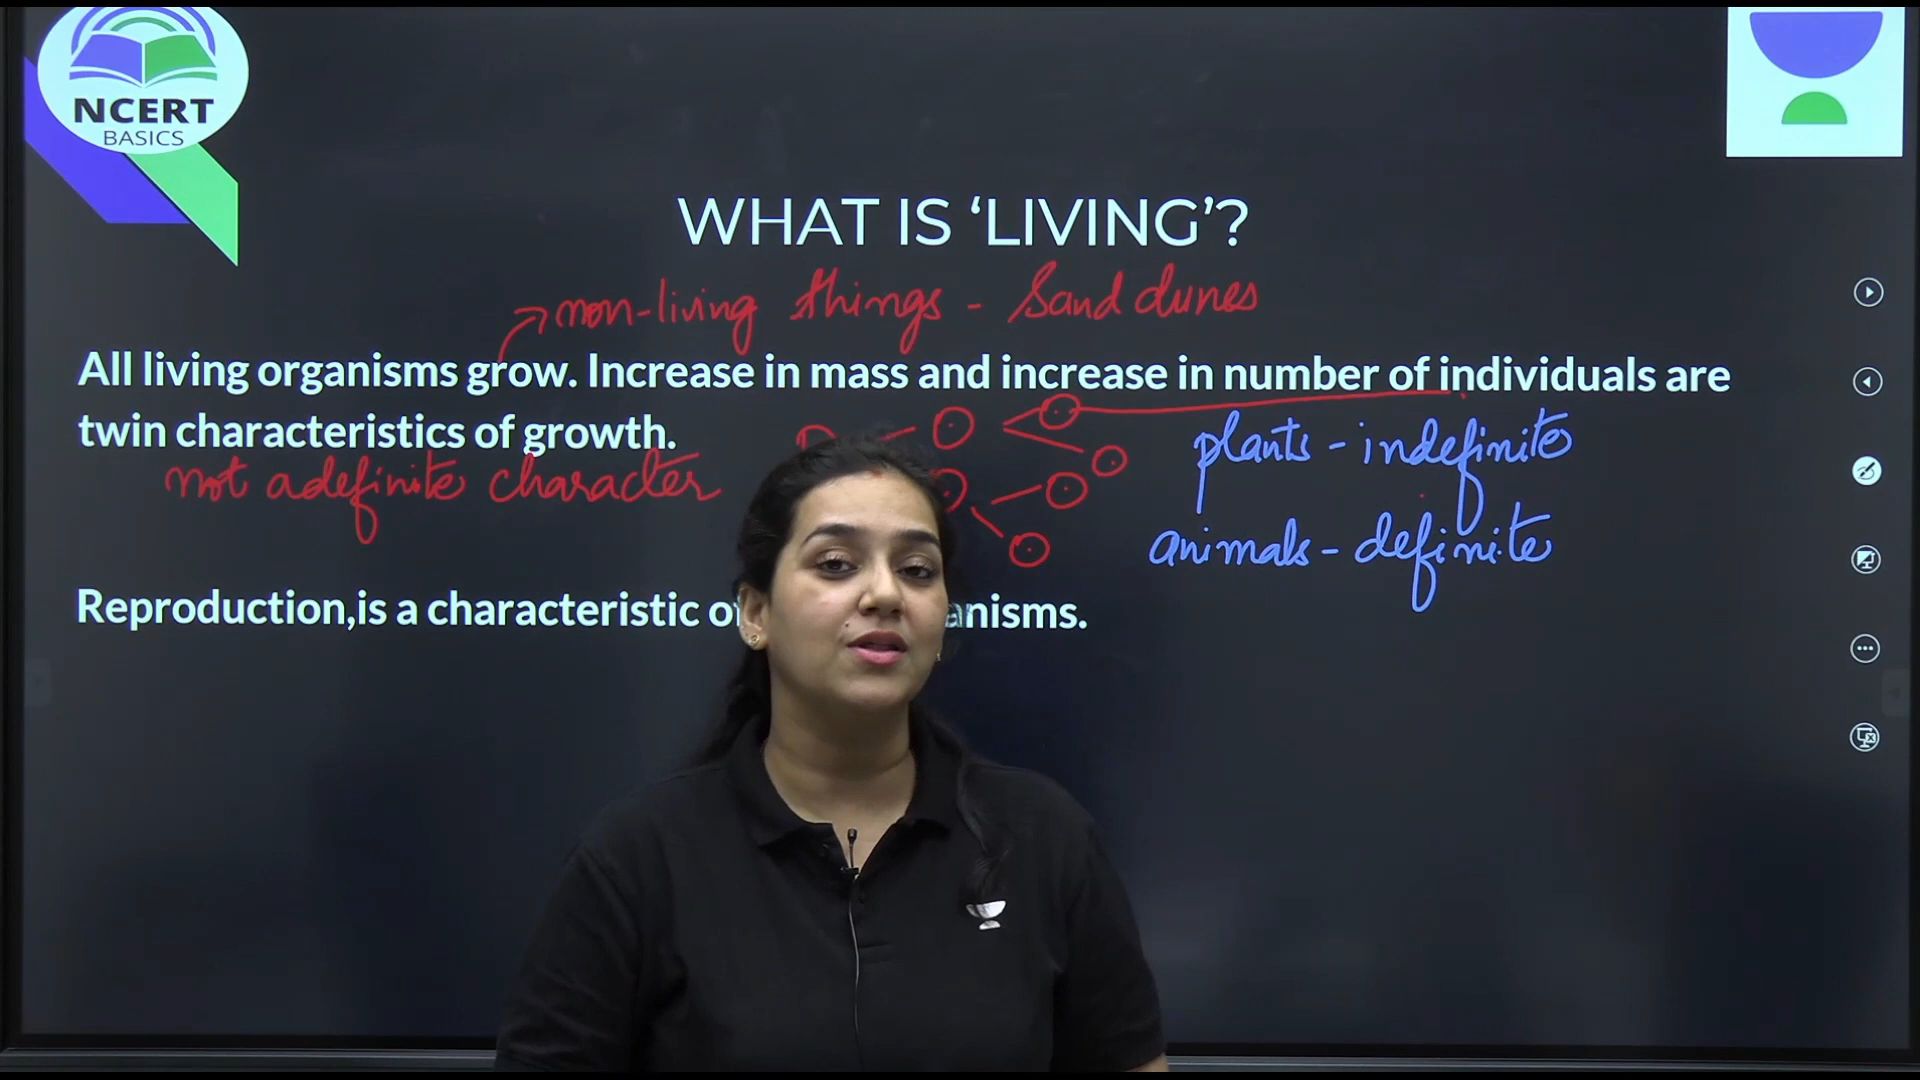 NCERT
BASICS
WHAT IS ‘LIVING’?
non-living things - Sand dunes
All living organisms grow. Increase in mass and increase in number of individuals are
twin characteristics of growth.
not a definite character
plants - indefinite
animals - definite
Reproduction,is a characteristic of anisms.